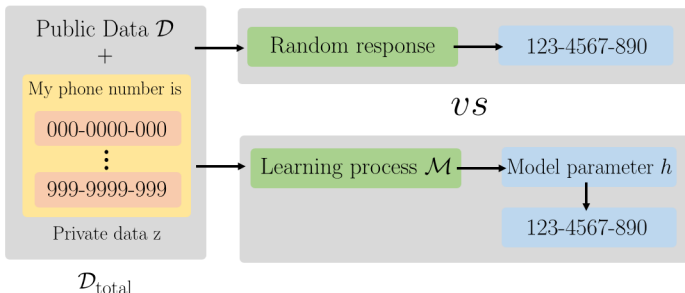 Public Data 𝒟
+
My phone number is
000-0000-000
⋮
999-9999-999
Private data z
𝒟total
Random response
123-4567-890
vs
Learning process ℳ
Model parameter h
123-4567-890